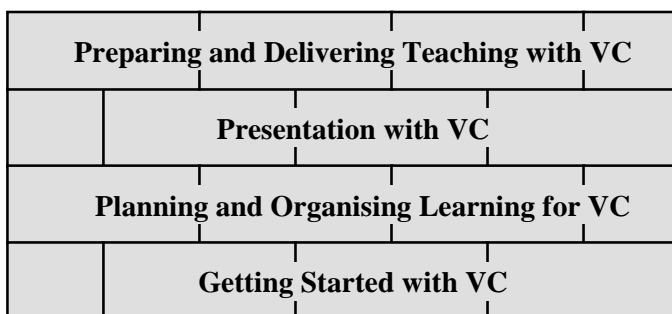 Preparing and Delivering Teaching with VC
Presentation with VC
Planning and Organising Learning for VC
Getting Started with VC